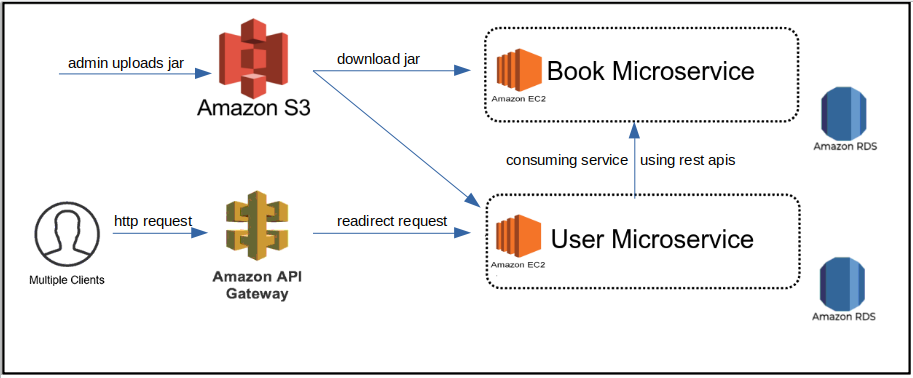 admin uploads jar
Amazon S3
download jar
Amazon EC2
Book Microservice
Amazon RDS
consuming service
using rest apis
Multiple Clients
http request
Amazon API
Gateway
readirect request
Amazon EC2
User Microservice
Amazon RDS